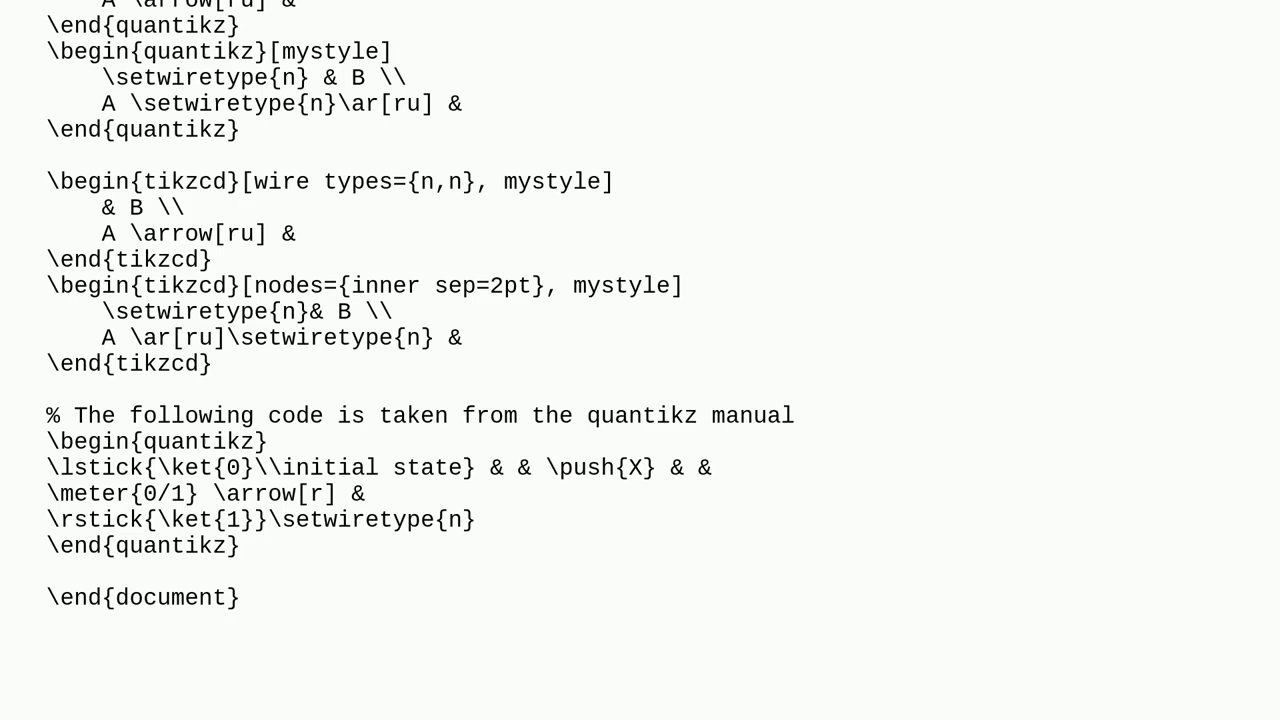 A \arrow[ru] &
\end{quantikz}
\begin{quantikz}[mystyle]
    \setwiretype{n} & B \\
    A \setwiretype{n}\ar[ru] &
\end{quantikz}

\begin{tikzcd}[wire types={n,n}, mystyle]
    & B \\
    A \arrow[ru] &
\end{tikzcd}
\begin{tikzcd}[nodes={inner sep=2pt}, mystyle]
    \setwiretype{n}& B \\
    A \ar[ru]\setwiretype{n} &
\end{tikzcd}

% The following code is taken from the quantikz manual
\begin{quantikz}
\lstick{\ket{0}\\initial state} & & \push{X} & &
\meter{0/1} \arrow[r] &
\rstick{\ket{1}}\setwiretype{n}
\end{quantikz}

\end{document}